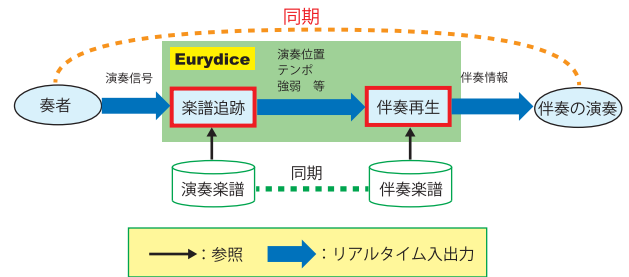 同期
Eurydice
演奏信号
演奏位置
テンポ
強弱 等
伴奏情報
奏者
楽譜追跡
伴奏再生
伴奏の演奏
演奏楽譜
同期
伴奏楽譜
：参照
：リアルタイム入出力